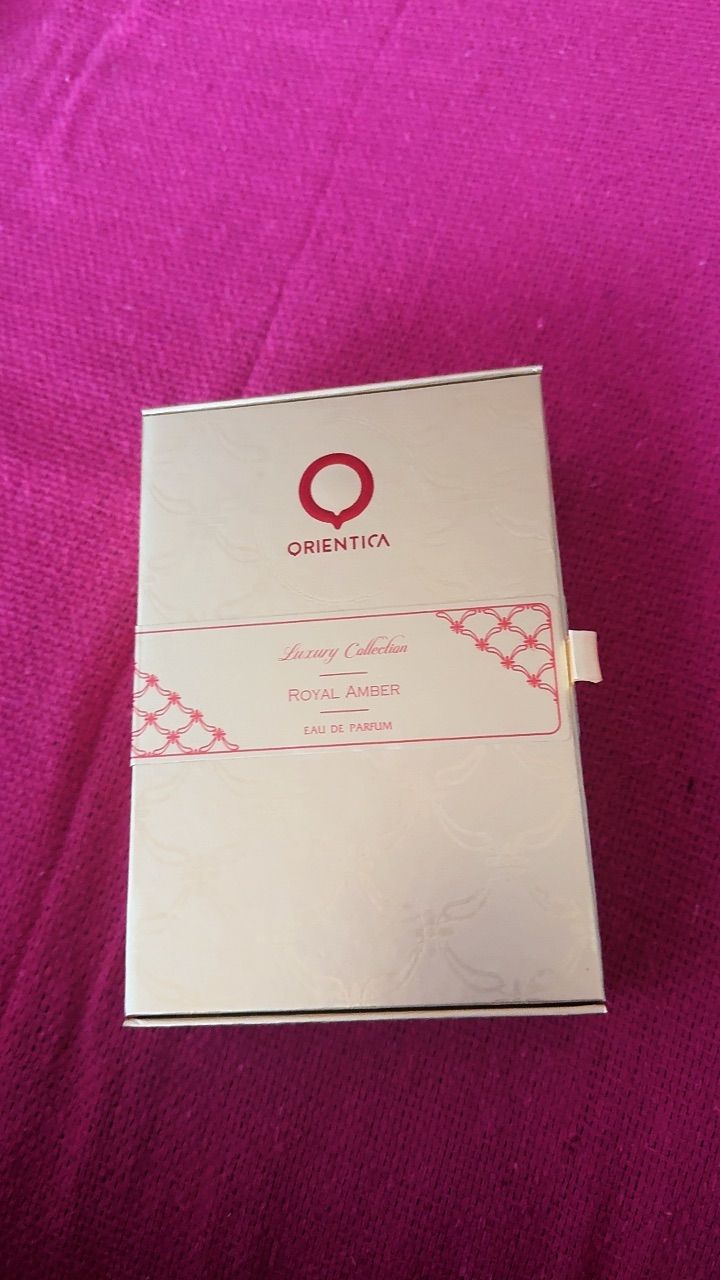 ORIENTICA
Luxury Collection
ROYAL AMBER
EAU DE PARFUM